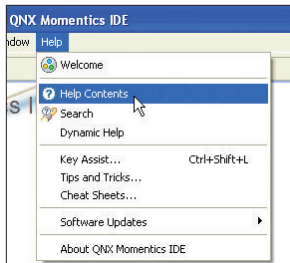 QNX Momentics IDE
ndow Help
Welcome
Help Contents
Search
Dynamic Help
Key Assist... Ctrl+Shift+L
Tips and Tricks...
Cheat Sheets...
Software Updates
About QNX Momentics IDE